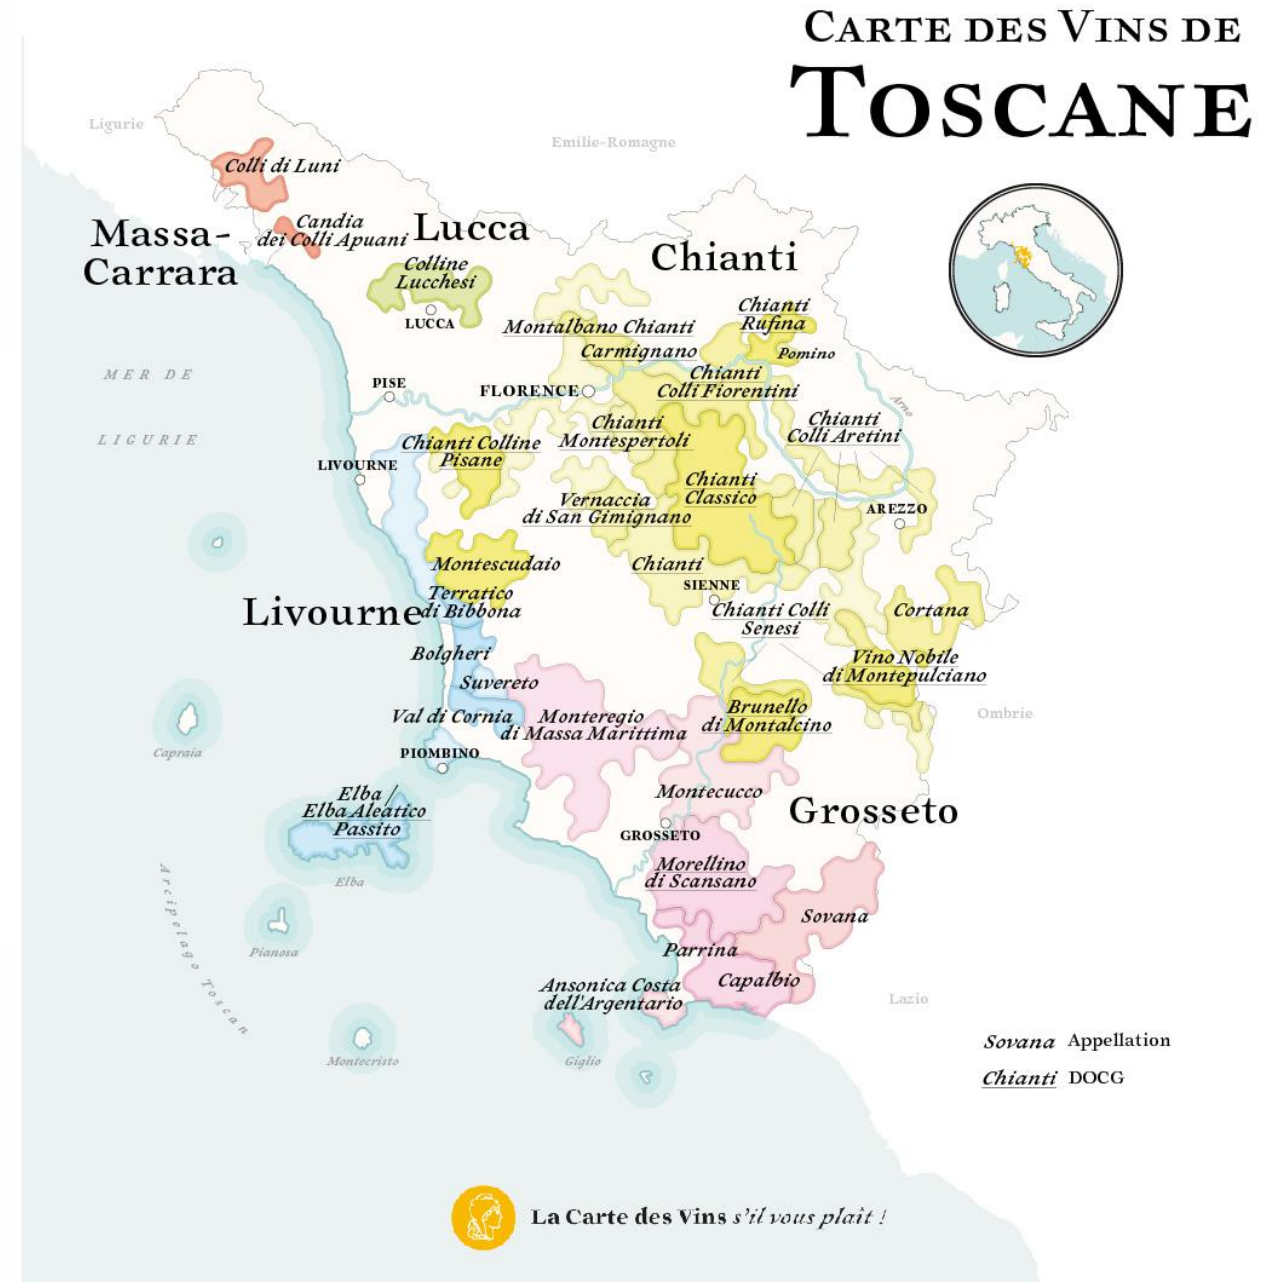 CARTE DES VINS DE
TOSCANE
Ligurie
Emilie-Romagne
Colli di Luni
Massa-
Carrara
Candia
dei Colli Apuani
Lucca
Colline
Lucchesi
LUCCA
Chianti
Chianti
Rufina
Montalbano Chianti
Carmignano
Pomino
MER DE
LIGURIE
PISE
FLORENCE
Chianti
Colli Fiorentini
Arno
Chianti
Colli Aretini
Chianti
Montespertoli
Chianti Colline
Pisane
LIVOURNE
Chianti
Classico
Vernaccia
di San Gimignano
AREZZO
Montescudaio
Chianti
SIENNE
Terratico
di Bibbona
Livourne
Chianti Colli
Senesi
Cortana
Bolgheri
Suvereto
Vino Nobile
di Montepulciano
Val di Cornia
Monteregio
di Massa Marittima
Brunello
di Montalcino
Ombrie
Capraia
PIOMBINO
Elba /
Elba Aleatico
Passito
Elba
Montecucco
Grosseto
GROSSETO
Morellino
di Scansano
Sovana
Arcipelago Toscan
Pianosa
Parrina
Capalbio
Ansonica Costa
dell'Argentario
Lazio
Montecristo
Giglio
Sovana Appellation
Chianti DOCG
La Carte des Vins s'il vous plaît !